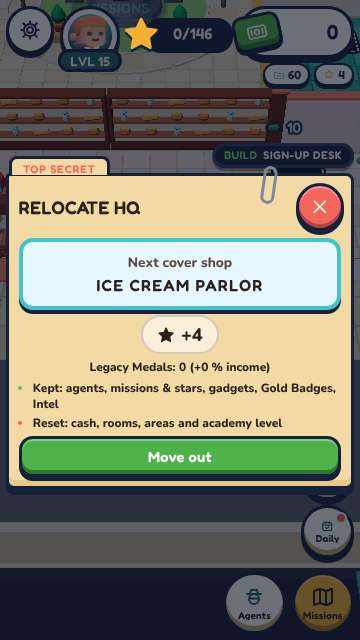 MISSIONS
0/146
0
LVL 15
60
4
10
BUILD SIGN-UP DESK
TOP SECRET
RELOCATE HQ
Next cover shop
ICE CREAM PARLOR
+4
Legacy Medals: 0 (+0 % income)
• Kept: agents, missions & stars, gadgets, Gold Badges,
Intel
• Reset: cash, rooms, areas and academy level
Move out
Daily
Agents
Missions